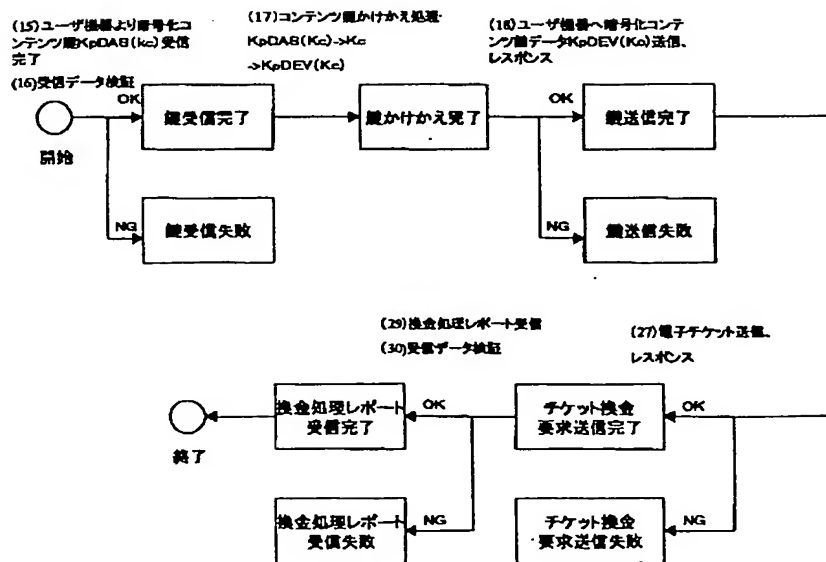 (15)ユーザ機器より暗号化コ
ンテンツ鍵KpDAS(kc)受信
完了
(16)受信データ検証
(17)コンテンツ鍵かけかえ処理・
KpDAS(Kc)->Kc
->KpDEV(Kc)
(18)ユーザ機器へ暗号化コンテ
ンツ鍵データKpDEV(Kc)送信、
レスポンス
OK
鍵受信完了
鍵かけかえ完了
OK
鍵送信完了
開始
NG
鍵受信失敗
NG
鍵送信失敗
(29)換金処理レポート受信
(30)受信データ検証
(27)電子チケット送信、
レスポンス
換金処理レポート
受信完了
OK
チケット換金
要求送信完了
OK
終了
換金処理レポート
受信失敗
NG
チケット換金
要求送信失敗
NG